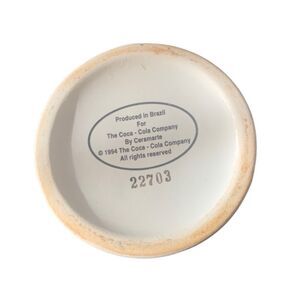 Produced in Brazil
For
The Coca - Cola Company
By Ceramarte
© 1994 The Coca - Cola Company
All rights reserved
22703